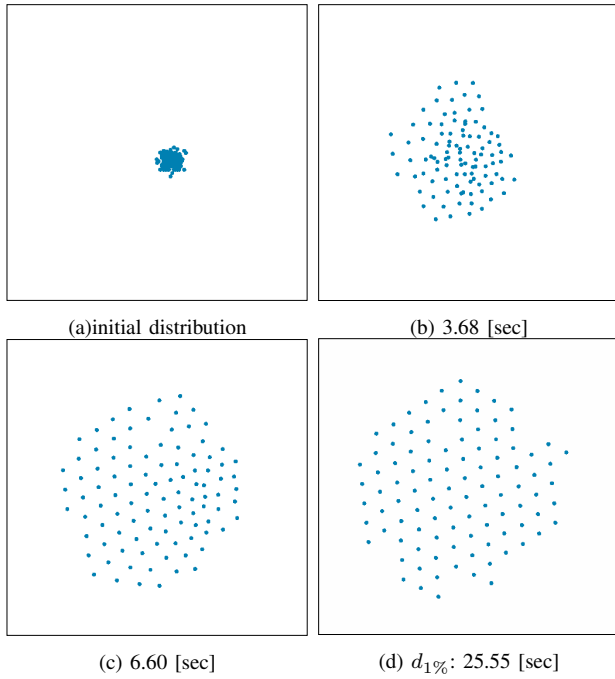 (a)initial distribution
(b) 3.68 [sec]
(c) 6.60 [sec]
(d) d1%: 25.55 [sec]